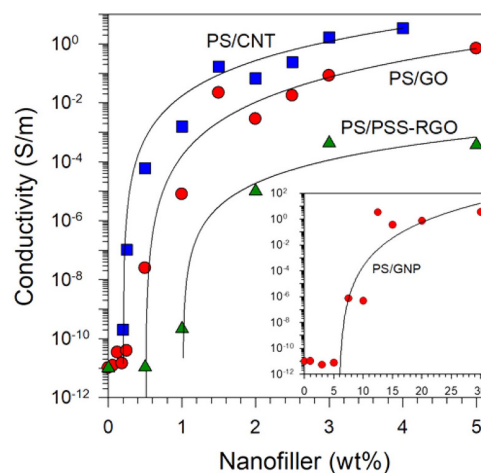 Conductivity (S/m)
10^0
10^-2
10^-4
10^-6
10^-8
10^-10
10^-12
PS/CNT
PS/GO
PS/PSS-RGO
10^2
10^0
10^-2
10^-4
10^-6
10^-8
10^-10
10^-12
PS/GNP
0 5 10 15 20 25 30
0 1 2 3 4 5
Nanofiller (wt%)